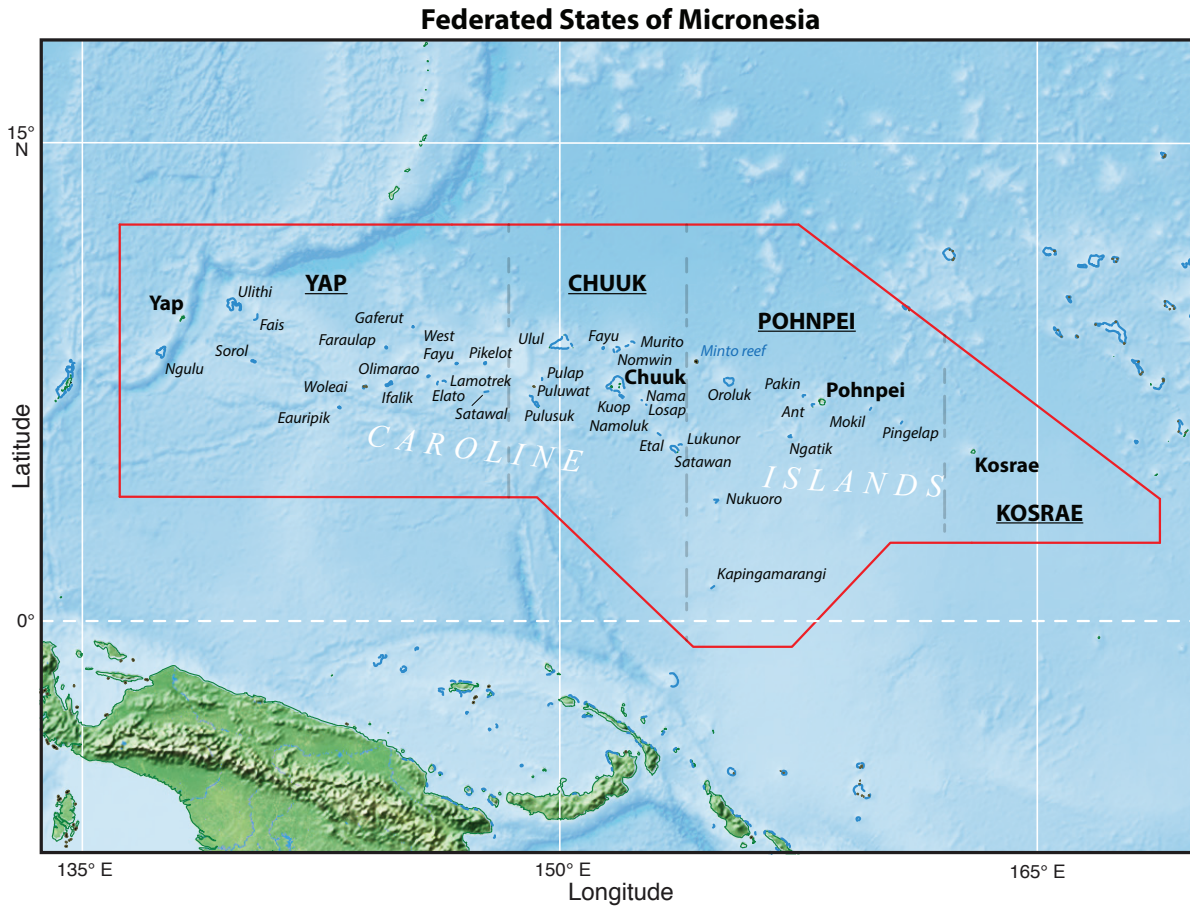 Federated States of Micronesia
15°
N
YAP
CHUUK
Ulithi
Yap
Fais
Gaferut
POHNPEI
West
Fayu
Faraulap
Ulul
Fayu
Murito
Nomwin
Minto reef
Sorol
Pikelot
Ngulu
Olimarao
Pulap
Chuuk
Woleai
Lamotrek
Puluwat
Pakin
Pohnpei
Ifalik
Elato
Nama
Oroluk
Eauripik
Satawal
Pulusuk
Kuop
Losap
Ant
Mokil
Namoluk
Pingelap
Etal
Lukunor
Ngatik
CAROLINE
Satawan
Kosrae
ISLANDS
Nukuoro
KOSRAE
Kapingamarangi
0°
Latitude
135° E
150° E
165° E
Longitude